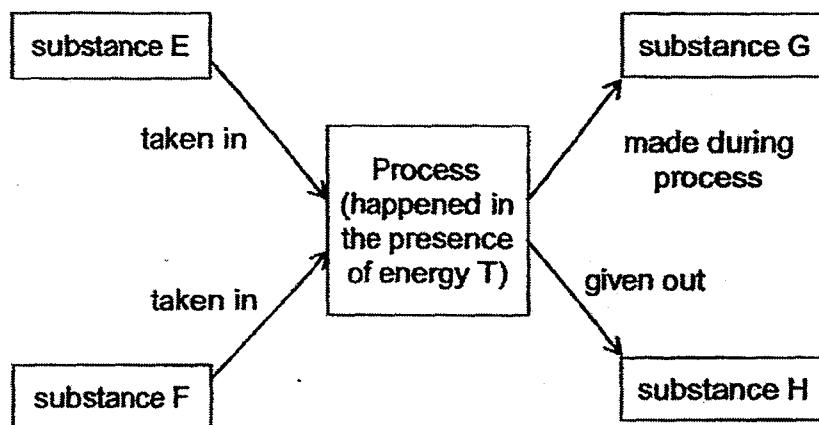 substance E
substance G
taken in
Process
(happened in
the presence
of energy T)
made during
process
taken in
given out
substance F
substance H